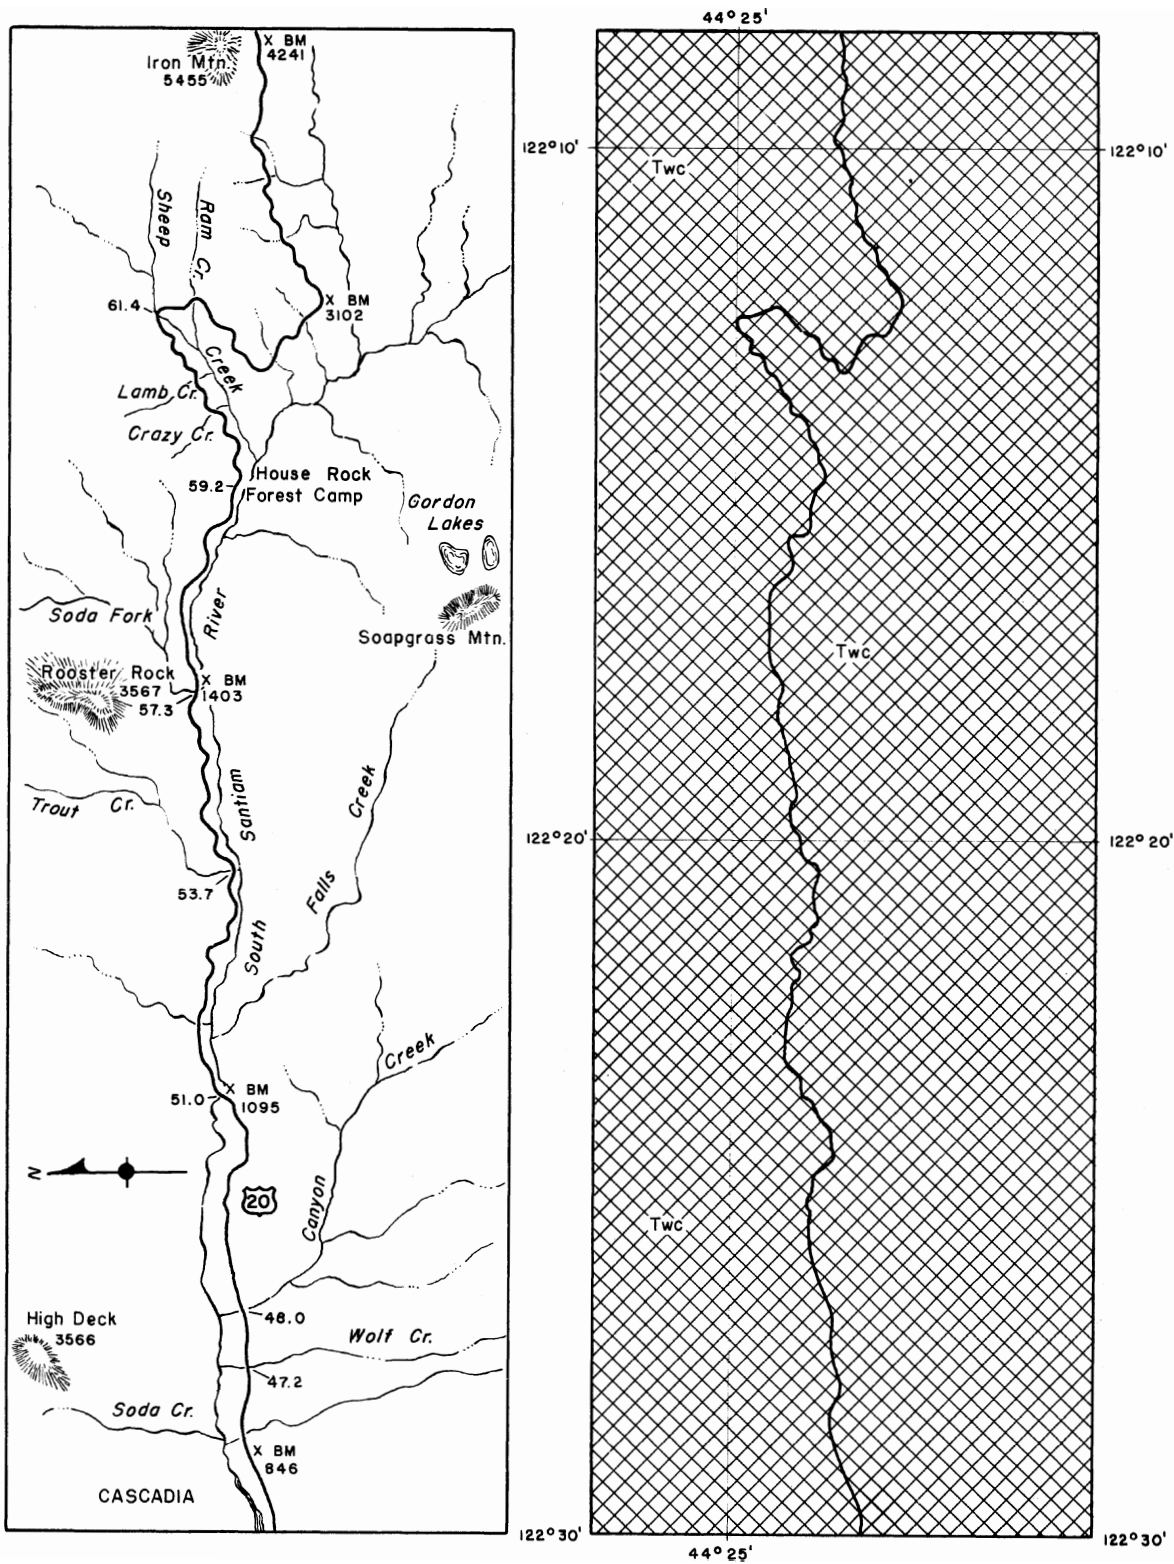 44° 25'
X BM
4241
Iron Mtn.
5455
122° 10'
122° 10'
Twc
Sheep
Ram Cr.
61.4
X BM
3102
Creek
Lamb Cr.
Crazy Cr.
House Rock
59.2
Forest Camp
Gordon
Lakes
River
Soda Fork
Soapgrass Mtn.
Twc
Rooster Rock
3567
X BM
1403
57.3
Creek
Santiam
Trout Cr.
122° 20'
122° 20'
53.7
Falls
South
Creek
51.0
X BM
1095
N
20
Canyon
Twc
High Deck
3566
48.0
Wolf Cr.
47.2
Soda Cr.
X BM
846
CASCADIA
122° 30'
122° 30'
44° 25'